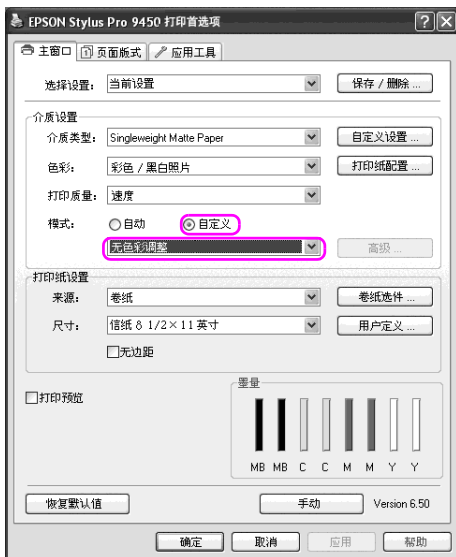 EPSON Stylus Pro 9450 打印首选项
主窗口 页面版式 应用工具
选择设置： 当前设置 保存 / 删除 ...
介质设置
介质类型： Singleweight Matte Paper 自定义设置 ...
色彩： 彩色 / 黑白照片 打印纸配置 ...
打印质量： 速度
模式： 自动 自定义
无色彩调整 高级 ...
打印纸设置
来源： 卷纸 卷纸选件 ...
尺寸： 信纸 8 1/2×11 英寸 用户定义 ...
无边距
打印预览 墨量
MB MB C C M M Y Y
恢复默认值 手动 Version 6.50
确定 取消 应用 帮助